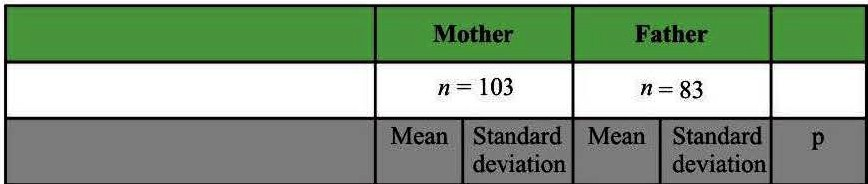 Mother Father
n = 103 n = 83
Mean Standard deviation Mean Standard deviation p